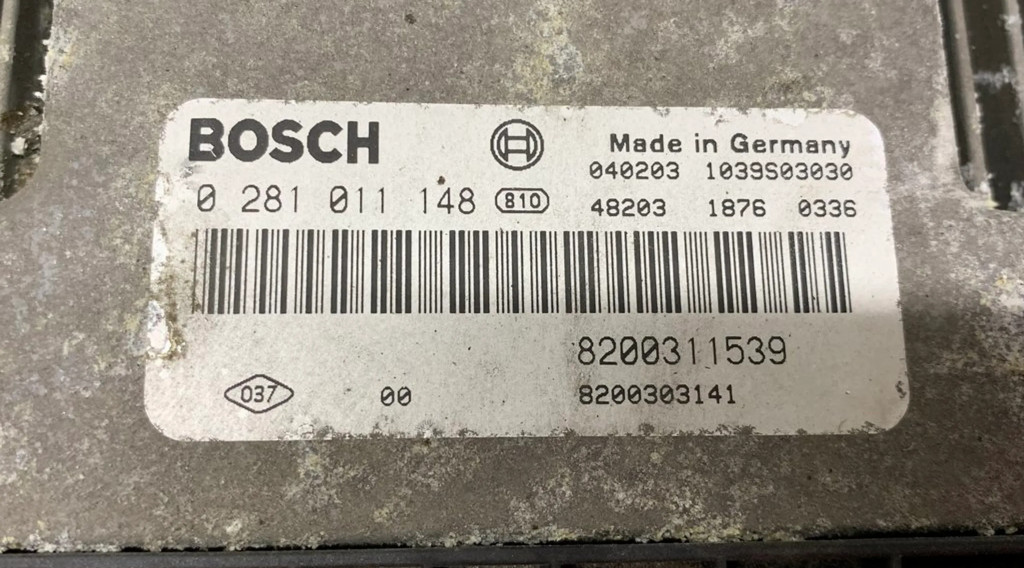 BOSCH
Made in Germany
040203 1039S03030
0 281 011 148 810
48203 1876 0336
8200311539
037 00 8200303141